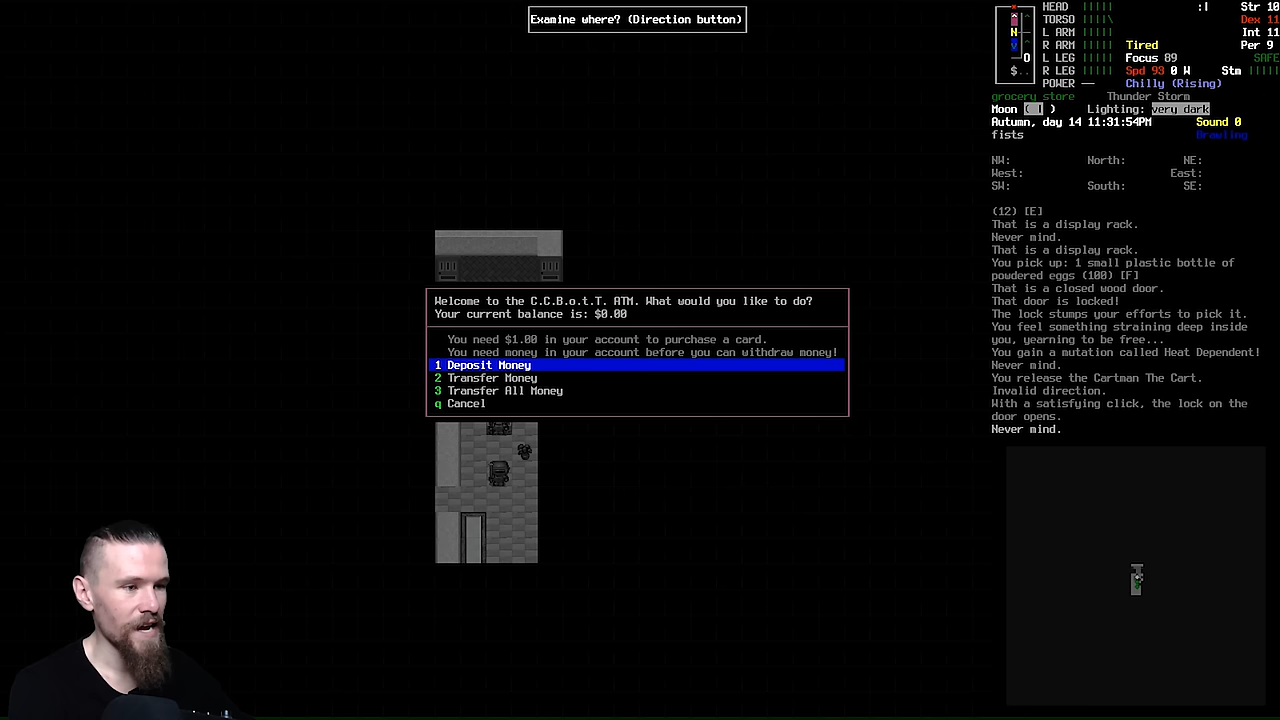 Examine where? (Direction button)
Welcome to the C.C.B.o.t.T. ATM. What would you like to do?
Your current balance is: $0.00
You need $1.00 in your account to purchase a card.
You need money in your account before you can withdraw money!
1 Deposit Money
2 Transfer Money
3 Transfer All Money
q Cancel
HEAD ||||| :| Str 10
TORSO ||||\ Dex 11
L ARM ||||| Int 11
R ARM ||||| Tired Per 9
L LEG ||||| Focus 89 SAFE
R LEG ||||| Spd 93 0 W Stm |||||
POWER -- Chilly (Rising)
grocery store Thunder Storm
Moon ( | ) Lighting: very dark
Autumn, day 14 11:31:54PM Sound 0
fists Brawling
NW: North: NE:
West: East:
SW: South: SE:
(12) [E]
That is a display rack.
Never mind.
That is a display rack.
You pick up: 1 small plastic bottle of
powdered eggs (100) [F]
That is a closed wood door.
That door is locked!
The lock stumps your efforts to pick it.
You feel something straining deep inside
you, yearning to be free...
You gain a mutation called Heat Dependent!
Never mind.
You release the Cartman The Cart.
Invalid direction.
With a satisfying click, the lock on the
door opens.
Never mind.